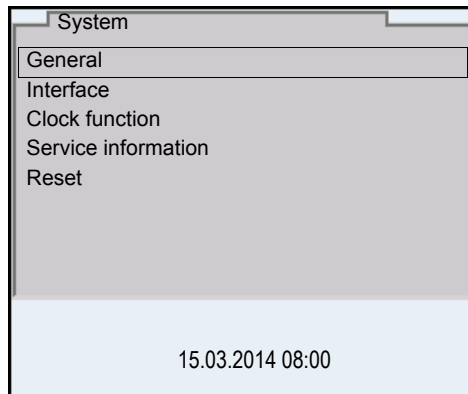 System
General
Interface
Clock function
Service information
Reset
15.03.2014 08:00